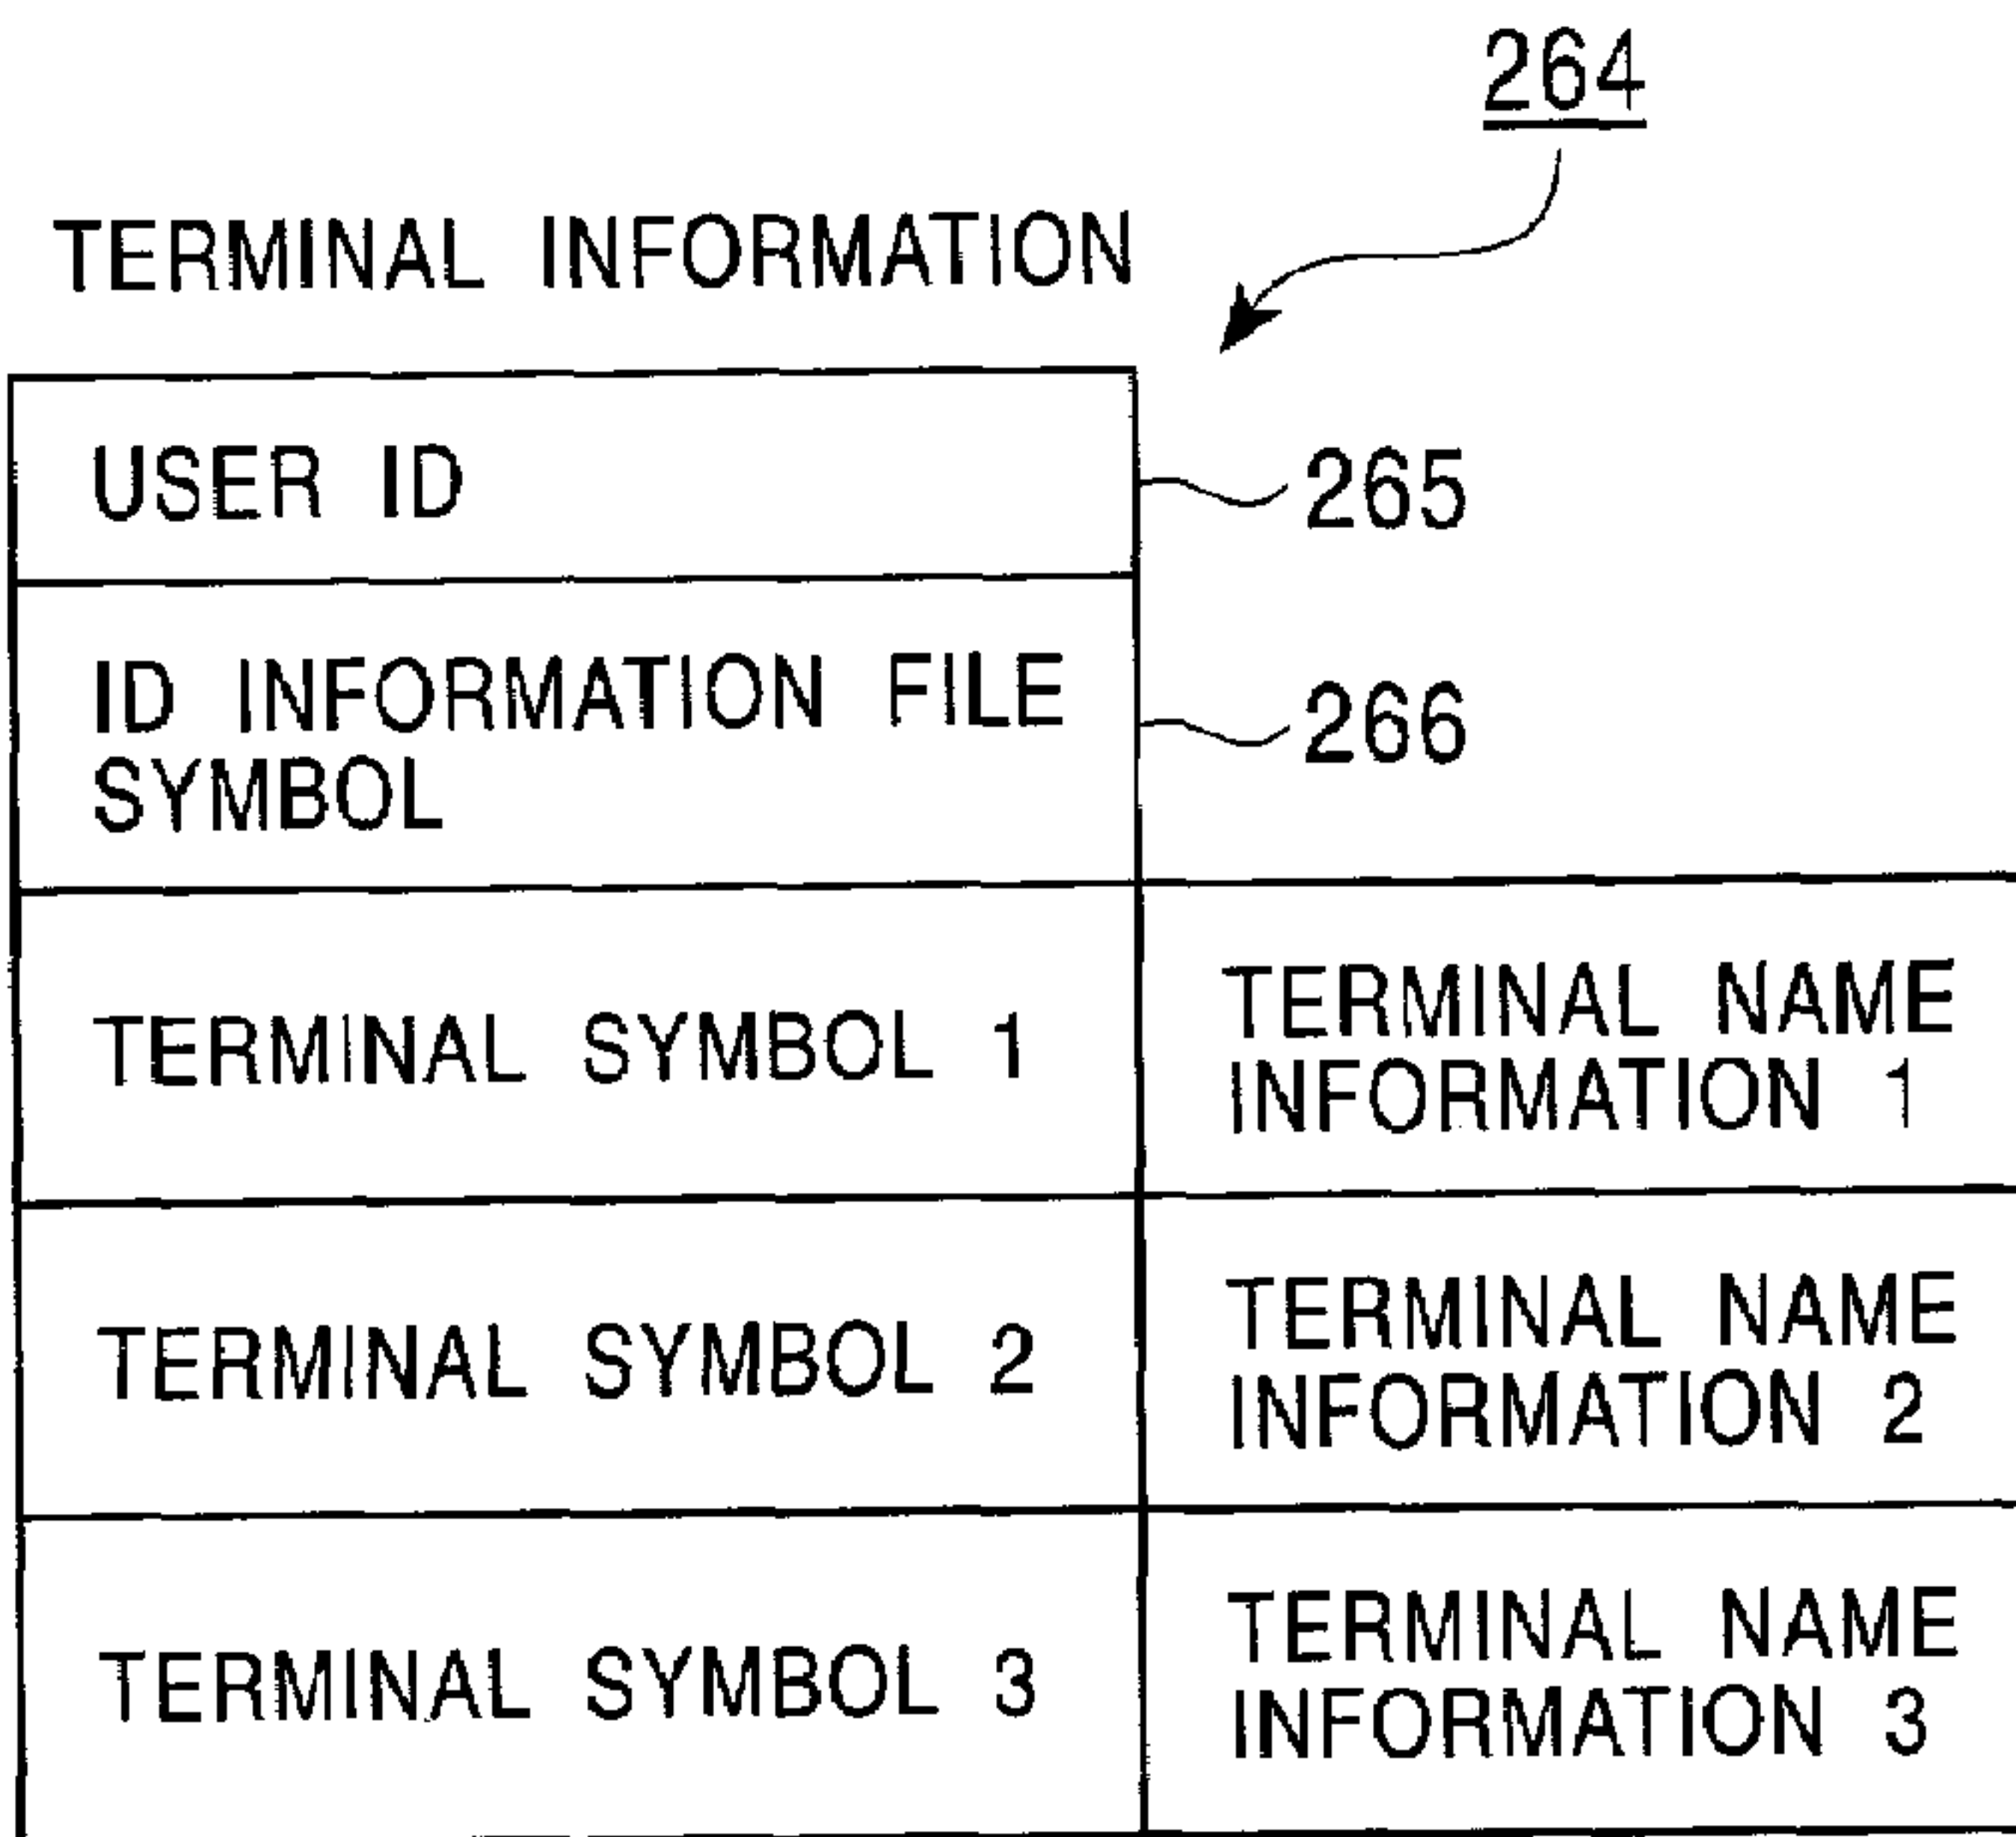 264
TERMINAL INFORMATION
USER ID
265
ID INFORMATION FILE
SYMBOL
266
TERMINAL SYMBOL 1
TERMINAL NAME
INFORMATION 1
TERMINAL SYMBOL 2
TERMINAL NAME
INFORMATION 2
TERMINAL SYMBOL 3
TERMINAL NAME
INFORMATION 3